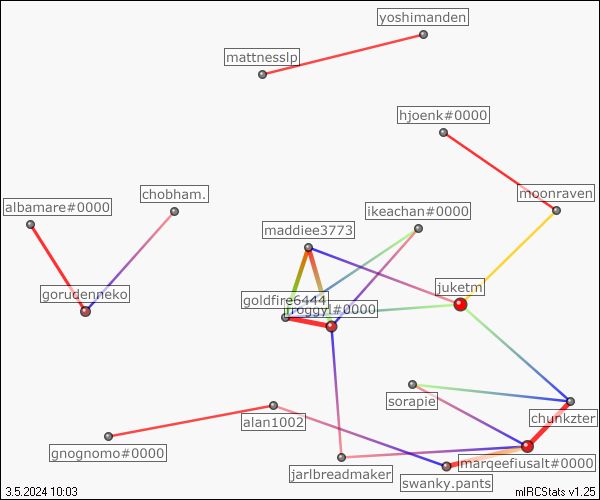 yoshimanden
mattnesslp
hjoenk#0000
moonraven
chobham.
albamare#0000
ikeachan#0000
maddiee3773
gorudenneko
juketm
goldfire6444
froggyl#0000
sorapie
chunkzter
alan1002
gnognomo#0000
marqeefiusalt#0000
jarlbreadmaker
swanky.pants
3.5.2024 10:03
mIRCStats v1.25